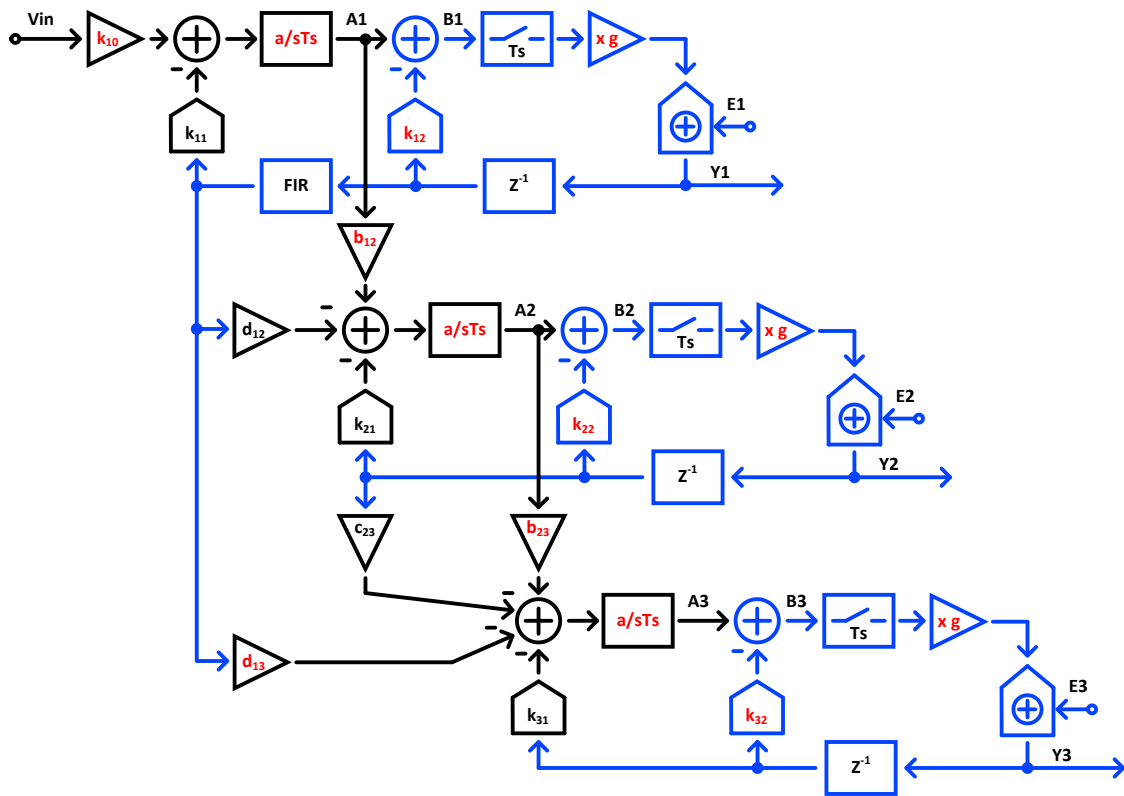 Vin
k₁₀
a/sTs
A1
B1
Ts
x g
k₁₁
k₁₂
E1
FIR
Z⁻¹
Y1
b₁₂
d₁₂
a/sTs
A2
B2
Ts
x g
k₂₁
k₂₂
E2
Z⁻¹
Y2
c₂₃
b₂₃
a/sTs
A3
B3
Ts
x g
d₁₃
k₃₁
k₃₂
E3
Z⁻¹
Y3